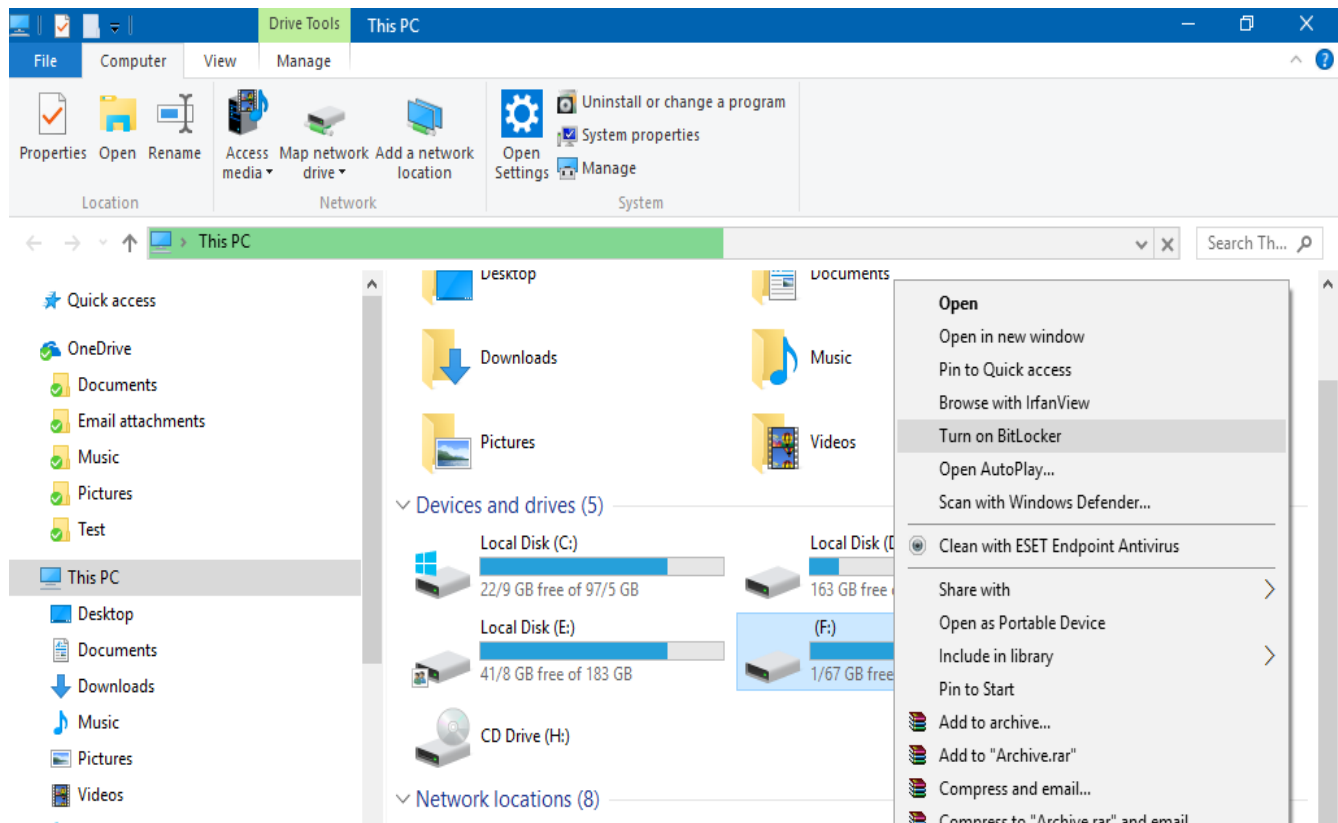 Drive Tools This PC
File Computer View Manage
Properties Open Rename
Access media
Map network drive
Add a network location
Open Settings
Uninstall or change a program
System properties
Manage
Location Network System
This PC
Search Th...
Quick access
OneDrive
Documents
Email attachments
Music
Pictures
Test
This PC
Desktop
Documents
Downloads
Music
Pictures
Videos
Desktop
Documents
Downloads
Music
Pictures
Videos
Devices and drives (5)
Local Disk (C:)
22/9 GB free of 97/5 GB
Local Disk (
163 GB free
Local Disk (E:)
41/8 GB free of 183 GB
(F:)
1/67 GB free
CD Drive (H:)
Network locations (8)
Open
Open in new window
Pin to Quick access
Browse with IrfanView
Turn on BitLocker
Open AutoPlay...
Scan with Windows Defender...
Clean with ESET Endpoint Antivirus
Share with
Open as Portable Device
Include in library
Pin to Start
Add to archive...
Add to "Archive.rar"
Compress and email...
Compress to "Archive.rar" and email